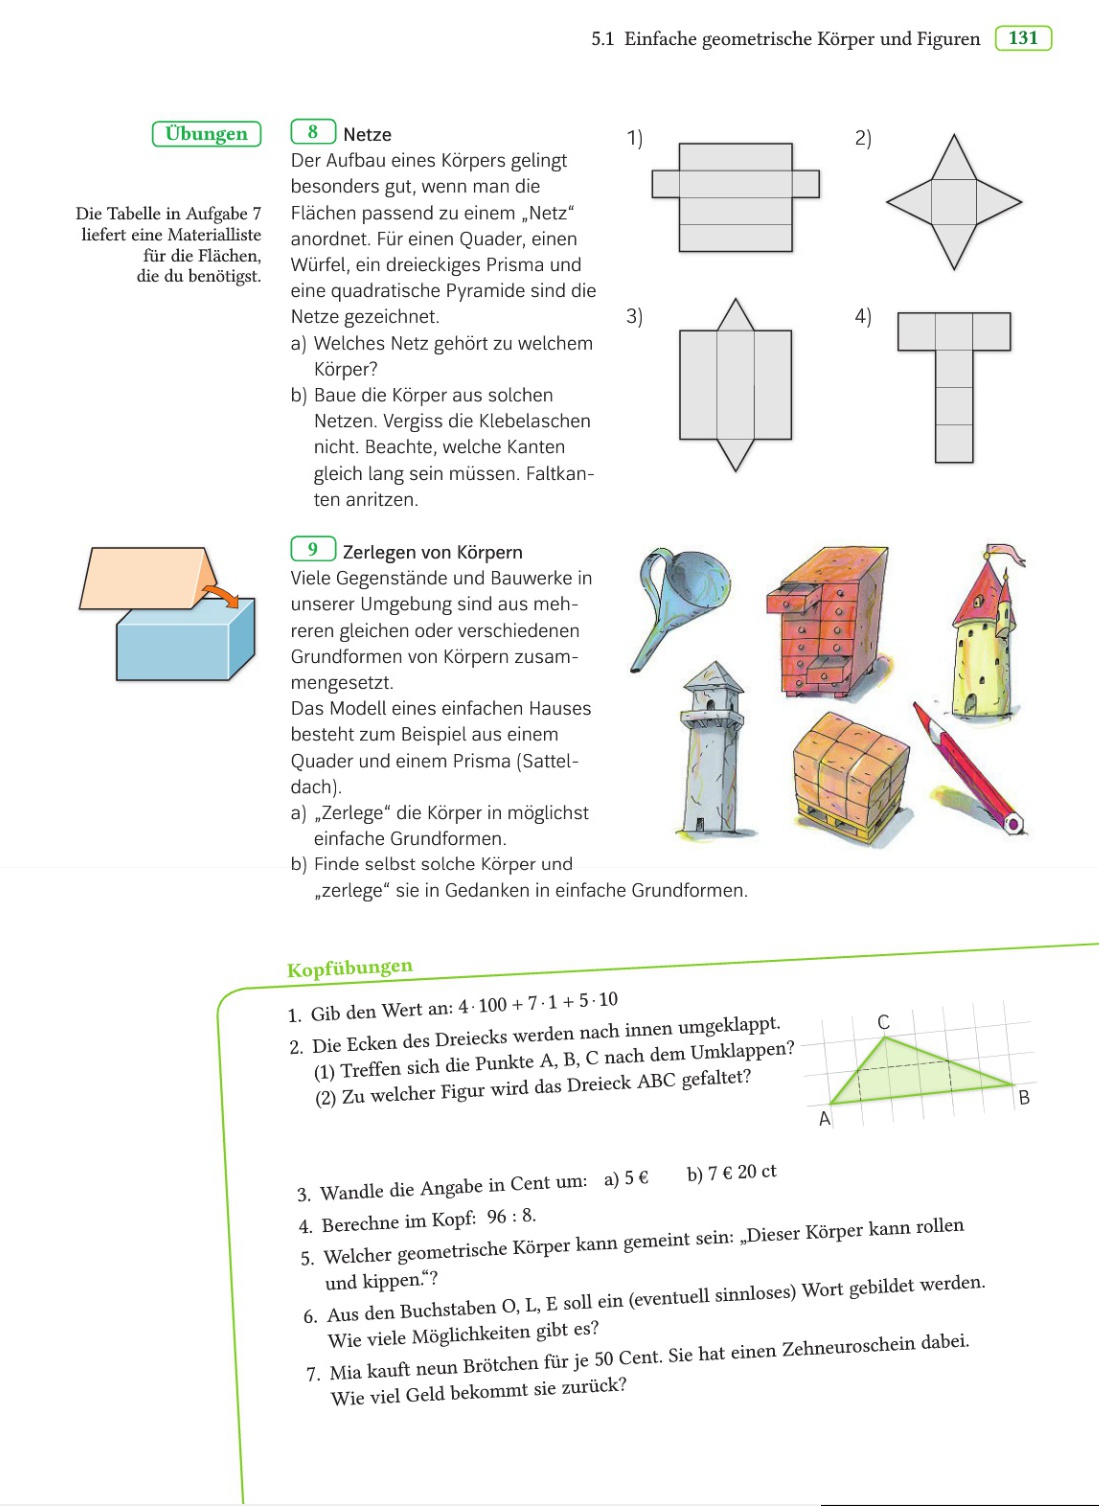 5.1 Einfache geometrische Körper und Figuren 131
Übungen
Die Tabelle in Aufgabe 7
liefert eine Materialliste
für die Flächen,
die du benötigst.
8 Netze
Der Aufbau eines Körpers gelingt
besonders gut, wenn man die
Flächen passend zu einem „Netz“
anordnet. Für einen Quader, einen
Würfel, ein dreieckiges Prisma und
eine quadratische Pyramide sind die
Netze gezeichnet.
a) Welches Netz gehört zu welchem
Körper?
b) Baue die Körper aus solchen
Netzen. Vergiss die Klebelaschen
nicht. Beachte, welche Kanten
gleich lang sein müssen. Faltkan-
ten anritzen.
1)
2)
3)
4)
9 Zerlegen von Körpern
Viele Gegenstände und Bauwerke in
unserer Umgebung sind aus meh-
reren gleichen oder verschiedenen
Grundformen von Körpern zusam-
mengesetzt.
Das Modell eines einfachen Hauses
besteht zum Beispiel aus einem
Quader und einem Prisma (Sattel-
dach).
a) „Zerlege“ die Körper in möglichst
einfache Grundformen.
b) Finde selbst solche Körper und
„zerlege“ sie in Gedanken in einfache Grundformen.
Kopfübungen
1. Gib den Wert an: 4 · 100 + 7 · 1 + 5 · 10
2. Die Ecken des Dreiecks werden nach innen umgeklappt.
(1) Treffen sich die Punkte A, B, C nach dem Umklappen?
(2) Zu welcher Figur wird das Dreieck ABC gefaltet?
C
A
B
3. Wandle die Angabe in Cent um: a) 5 € b) 7 € 20 ct
4. Berechne im Kopf: 96 : 8.
5. Welcher geometrische Körper kann gemeint sein: „Dieser Körper kann rollen
und kippen.“?
6. Aus den Buchstaben O, L, E soll ein (eventuell sinnloses) Wort gebildet werden.
Wie viele Möglichkeiten gibt es?
7. Mia kauft neun Brötchen für je 50 Cent. Sie hat einen Zehneuroschein dabei.
Wie viel Geld bekommt sie zurück?